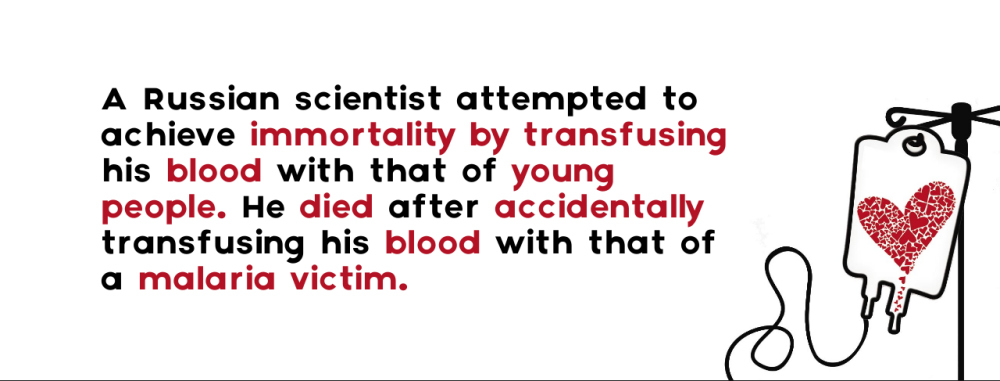 A Russian scientist attempted to
achieve immortality by transfusing
his blood with that of young
people. He died after accidentally
transfusing his blood with that of
a malaria victim.